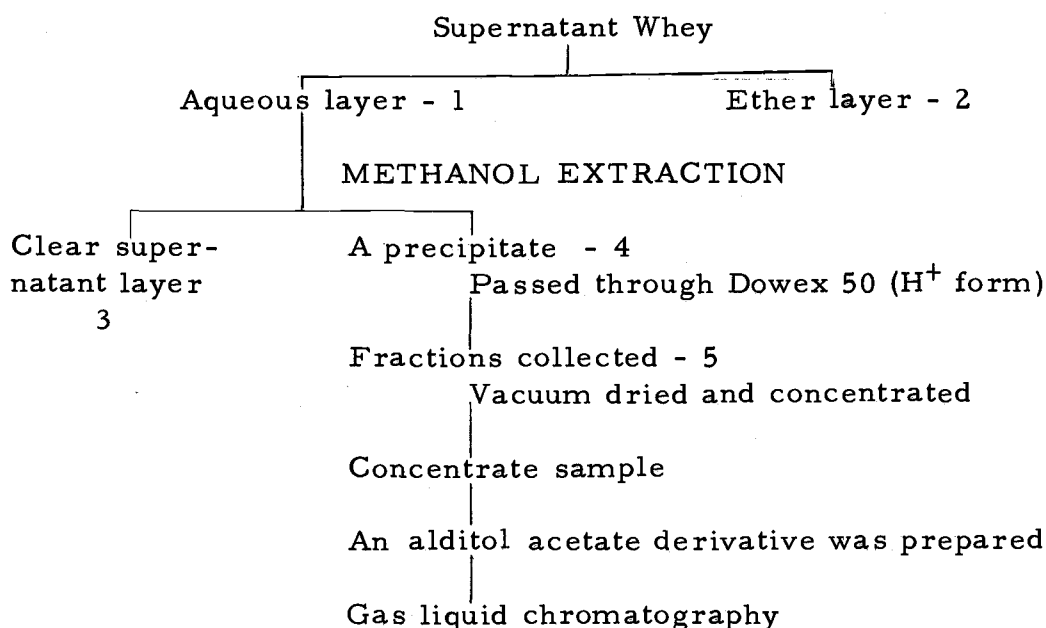 Supernatant Whey
Aqueous layer - 1
Ether layer - 2
METHANOL EXTRACTION
Clear super-
natant layer
3
A precipitate - 4
Passed through Dowex 50 (H⁺ form)
Fractions collected - 5
Vacuum dried and concentrated
Concentrate sample
An alditol acetate derivative was prepared
Gas liquid chromatography